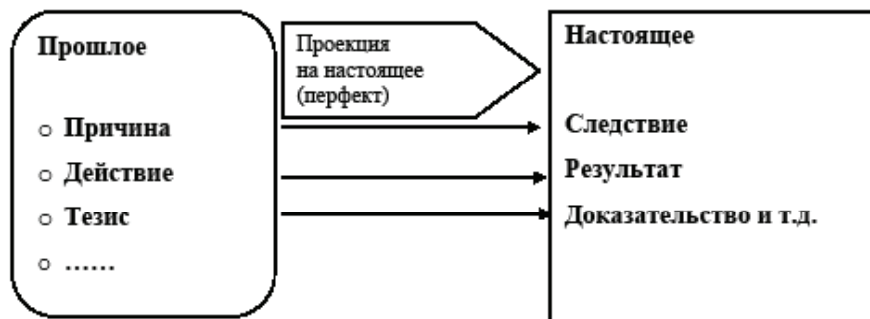 Прошлое
○ Причина
○ Действие
○ Тезис
○ ......
Проекция
на настоящее
(перфект)
Настоящее
Следствие
Результат
Доказательство и т.д.